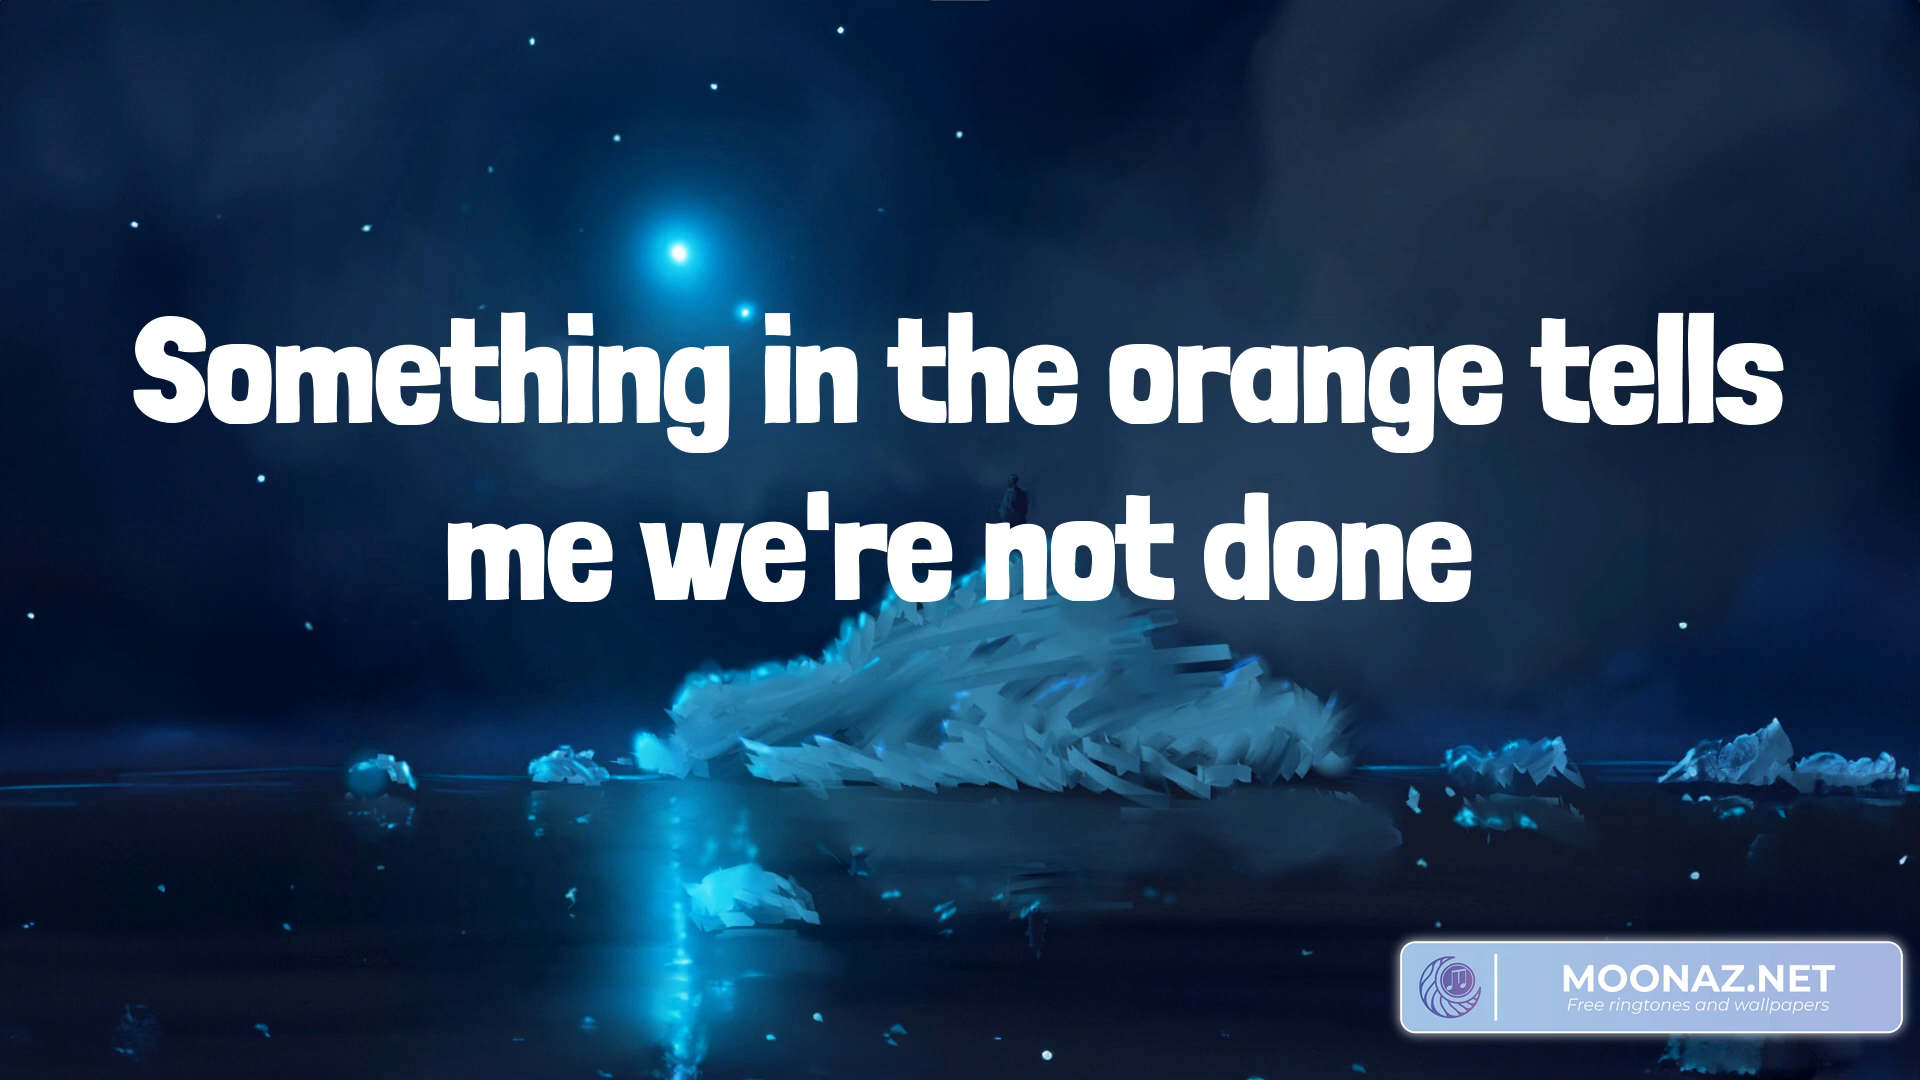 Something in the orange tells
me we're not done
MOONAZ.NET
Free ringtones and wallpapers